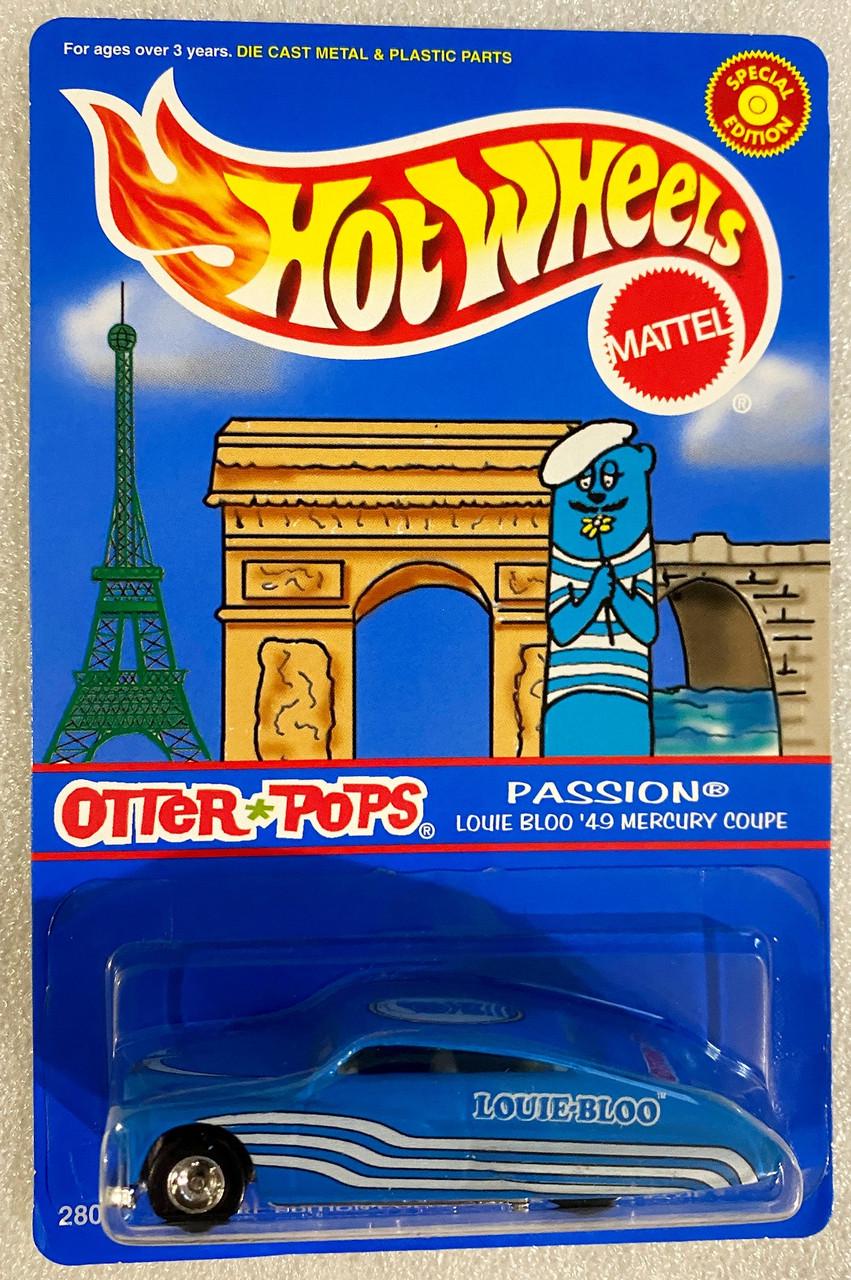 For ages over 3 years. DIE CAST METAL & PLASTIC PARTS
SPECIAL
EDITION
Hot Wheels
MATTEL
®
OTTER*POPS®
PASSION®
LOUIE BLOO '49 MERCURY COUPE
LOUIE-BLOO™
280